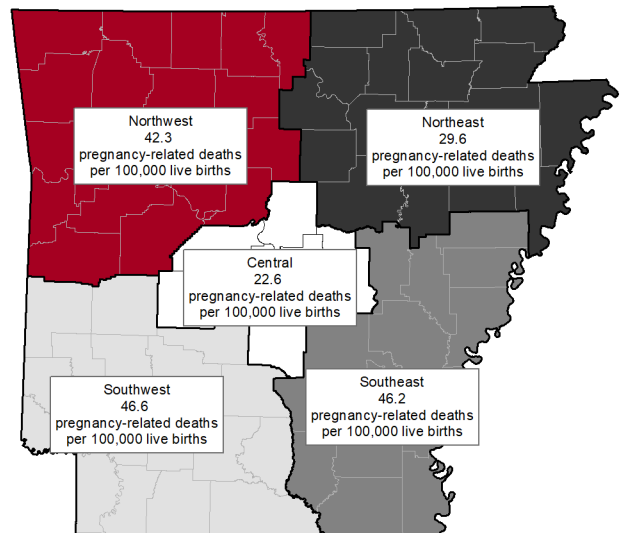 Northwest
42.3
pregnancy-related deaths
per 100,000 live births
Northeast
29.6
pregnancy-related deaths
per 100,000 live births
Central
22.6
pregnancy-related deaths
per 100,000 live births
Southwest
46.6
pregnancy-related deaths
per 100,000 live births
Southeast
46.2
pregnancy-related deaths
per 100,000 live births